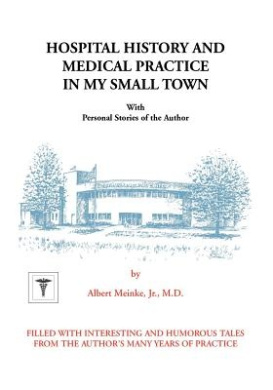 HOSPITAL HISTORY AND
MEDICAL PRACTICE
IN MY SMALL TOWN
With
Personal Stories of the Author
by
Albert Meinke, Jr., M.D.
FILLED WITH INTERESTING AND HUMOROUS TALES
FROM THE AUTHOR'S MANY YEARS OF PRACTICE